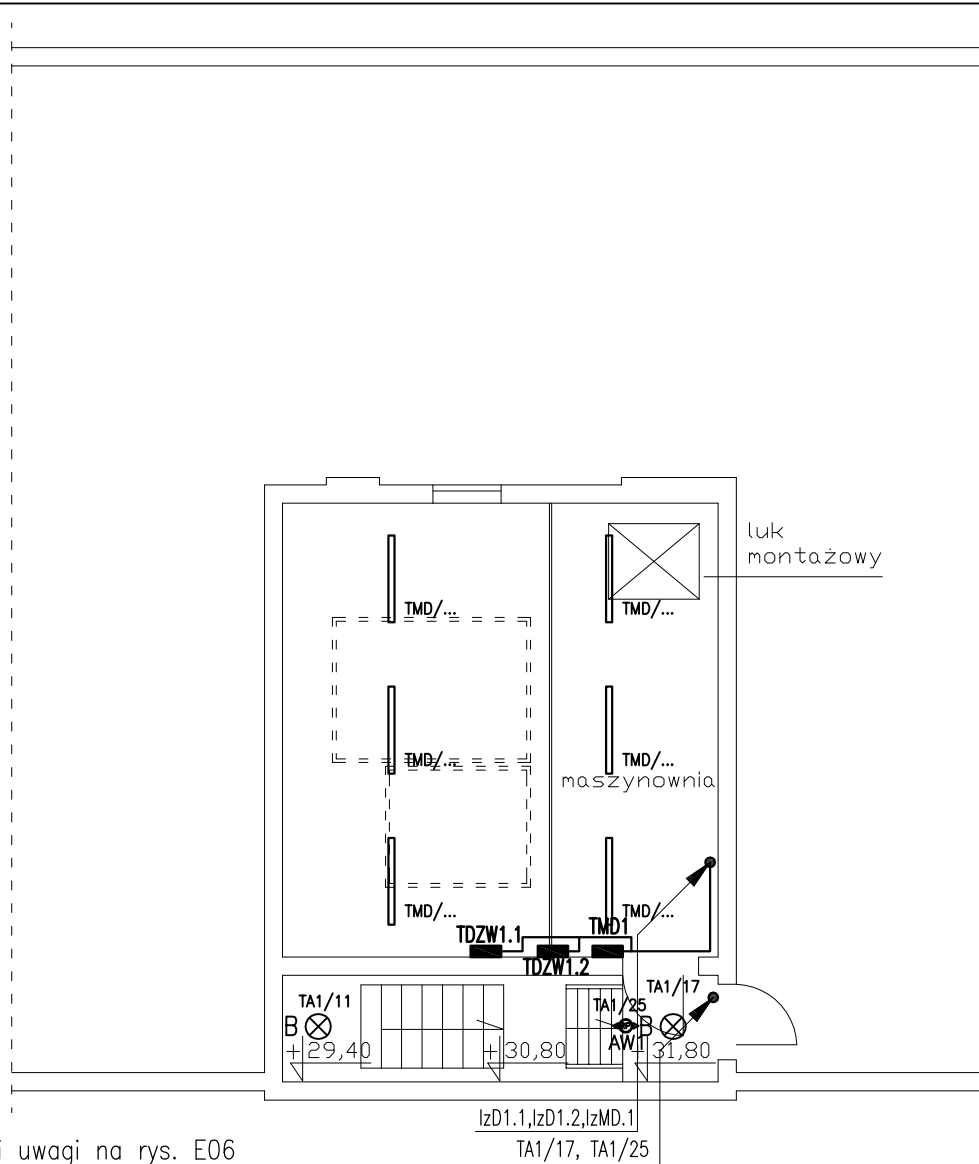 luk
montażowy
TMD/...
TMD/...
TMD/...
TMD/...
maszynownia
TMD/...
TMD/...
TDZW1.1
TMD1
TDZW1.2
TA1/11
TA1/25
TA1/17
B
B
AW1
+ 29,40
+ 30,80
+ 31,80
IzD1.1,IzD1.2,IzMD.1
TA1/17, TA1/25
i uwagi na rys. E06